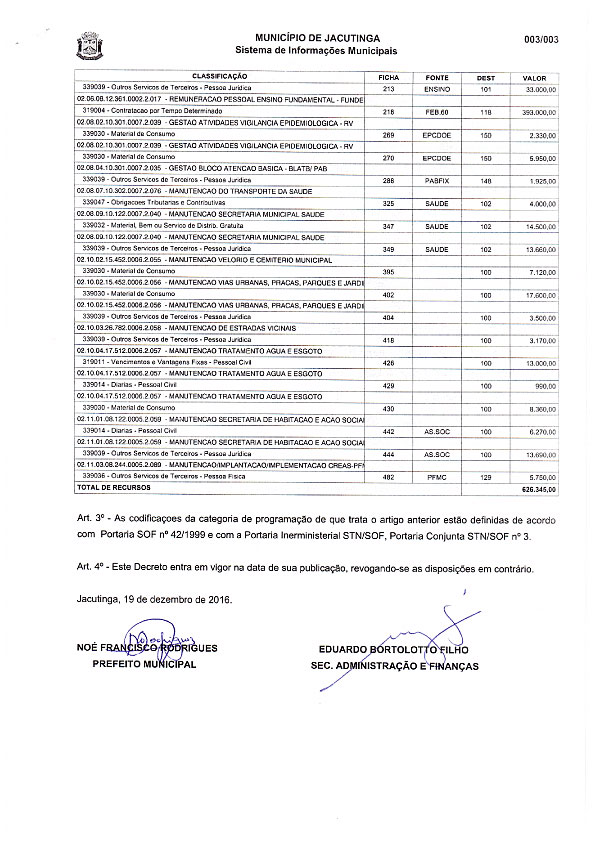 MUNICÍPIO DE JACUTINGA
003/003
Sistema de Informações Municipais
CLASSIFICAÇÃO FICHA FONTE DEST VALOR
339039 - Outros Servicos de Terceiros - Pessoa Juridica 213 ENSINO 101 33.000,00
02.06.08.12.361.0002.2.017 - REMUNERACAO PESSOAL ENSINO FUNDAMENTAL - FUNDE
319004 - Contratacao por Tempo Determinado 218 FEB.60 118 393.000,00
02.08.02.10.301.0007.2.039 - GESTAO ATIVIDADES VIGILANCIA EPIDEMIOLOGICA - RV
339030 - Material de Consumo 269 EPCDOE 150 2.330,00
02.08.02.10.301.0007.2.039 - GESTAO ATIVIDADES VIGILANCIA EPIDEMIOLOGICA - RV
339030 - Material de Consumo 270 EPCDOE 150 5.950,00
02.08.04.10.301.0007.2.035 - GESTAO BLOCO ATENCAO BASICA - BLATB/ PAB
339039 - Outros Servicos de Terceiros - Pessoa Juridica 288 PABFIX 148 1.925,00
02.08.07.10.302.0007.2.076 - MANUTENCAO DO TRANSPORTE DA SAUDE
339047 - Obrigacoes Tributarias e Contributivas 325 SAUDE 102 4.000,00
02.08.09.10.122.0007.2.040 - MANUTENCAO SECRETARIA MUNICIPAL SAUDE
339032 - Material, Bem ou Servico de Distrib. Gratuita 347 SAUDE 102 14.500,00
02.08.09.10.122.0007.2.040 - MANUTENCAO SECRETARIA MUNICIPAL SAUDE
339039 - Outros Servicos de Terceiros - Pessoa Juridica 349 SAUDE 102 13.660,00
02.10.02.15.452.0006.2.055 - MANUTENCAO VELORIO E CEMITERIO MUNICIPAL
339030 - Material de Consumo 395 100 7.120,00
02.10.02.15.452.0006.2.056 - MANUTENCAO VIAS URBANAS, PRACAS, PARQUES E JARDI
339030 - Material de Consumo 402 100 17.600,00
02.10.02.15.452.0006.2.056 - MANUTENCAO VIAS URBANAS, PRACAS, PARQUES E JARDI
339039 - Outros Servicos de Terceiros - Pessoa Juridica 404 100 3.500,00
02.10.03.26.782.0006.2.058 - MANUTENCAO DE ESTRADAS VICINAIS
339039 - Outros Servicos de Terceiros - Pessoa Juridica 418 100 3.170,00
02.10.04.17.512.0006.2.057 - MANUTENCAO TRATAMENTO AGUA E ESGOTO
319011 - Vencimentos e Vantagens Fixas - Pessoal Civil 426 100 13.000,00
02.10.04.17.512.0006.2.057 - MANUTENCAO TRATAMENTO AGUA E ESGOTO
339014 - Diarias - Pessoal Civil 429 100 990,00
02.10.04.17.512.0006.2.057 - MANUTENCAO TRATAMENTO AGUA E ESGOTO
339030 - Material de Consumo 430 100 8.360,00
02.11.01.08.122.0005.2.059 - MANUTENCAO SECRETARIA DE HABITACAO E ACAO SOCIAL
339014 - Diarias - Pessoal Civil 442 AS.SOC 100 6.270,00
02.11.01.08.122.0005.2.059 - MANUTENCAO SECRETARIA DE HABITACAO E ACAO SOCIAL
339039 - Outros Servicos de Terceiros - Pessoa Juridica 444 AS.SOC 100 13.690,00
02.11.03.08.244.0005.2.089 - MANUTENCAO/IMPLANTACAO/IMPLEMENTACAO CREAS-PFM
339036 - Outros Servicos de Terceiros - Pessoa Fisica 482 PFMC 129 5.750,00
TOTAL DE RECURSOS 626.345,00
Art. 3º - As codificaçoes da categoria de programação de que trata o artigo anterior estão definidas de acordo
com Portaria SOF nº 42/1999 e com a Portaria Inerministerial STN/SOF, Portaria Conjunta STN/SOF nº 3.
Art. 4º - Este Decreto entra em vigor na data de sua publicação, revogando-se as disposições em contrário.
Jacutinga, 19 de dezembro de 2016.
NOÉ FRANCISCO RODRIGUES
PREFEITO MUNICIPAL
EDUARDO BORTOLOTTO FILHO
SEC. ADMINISTRAÇÃO E FINANÇAS